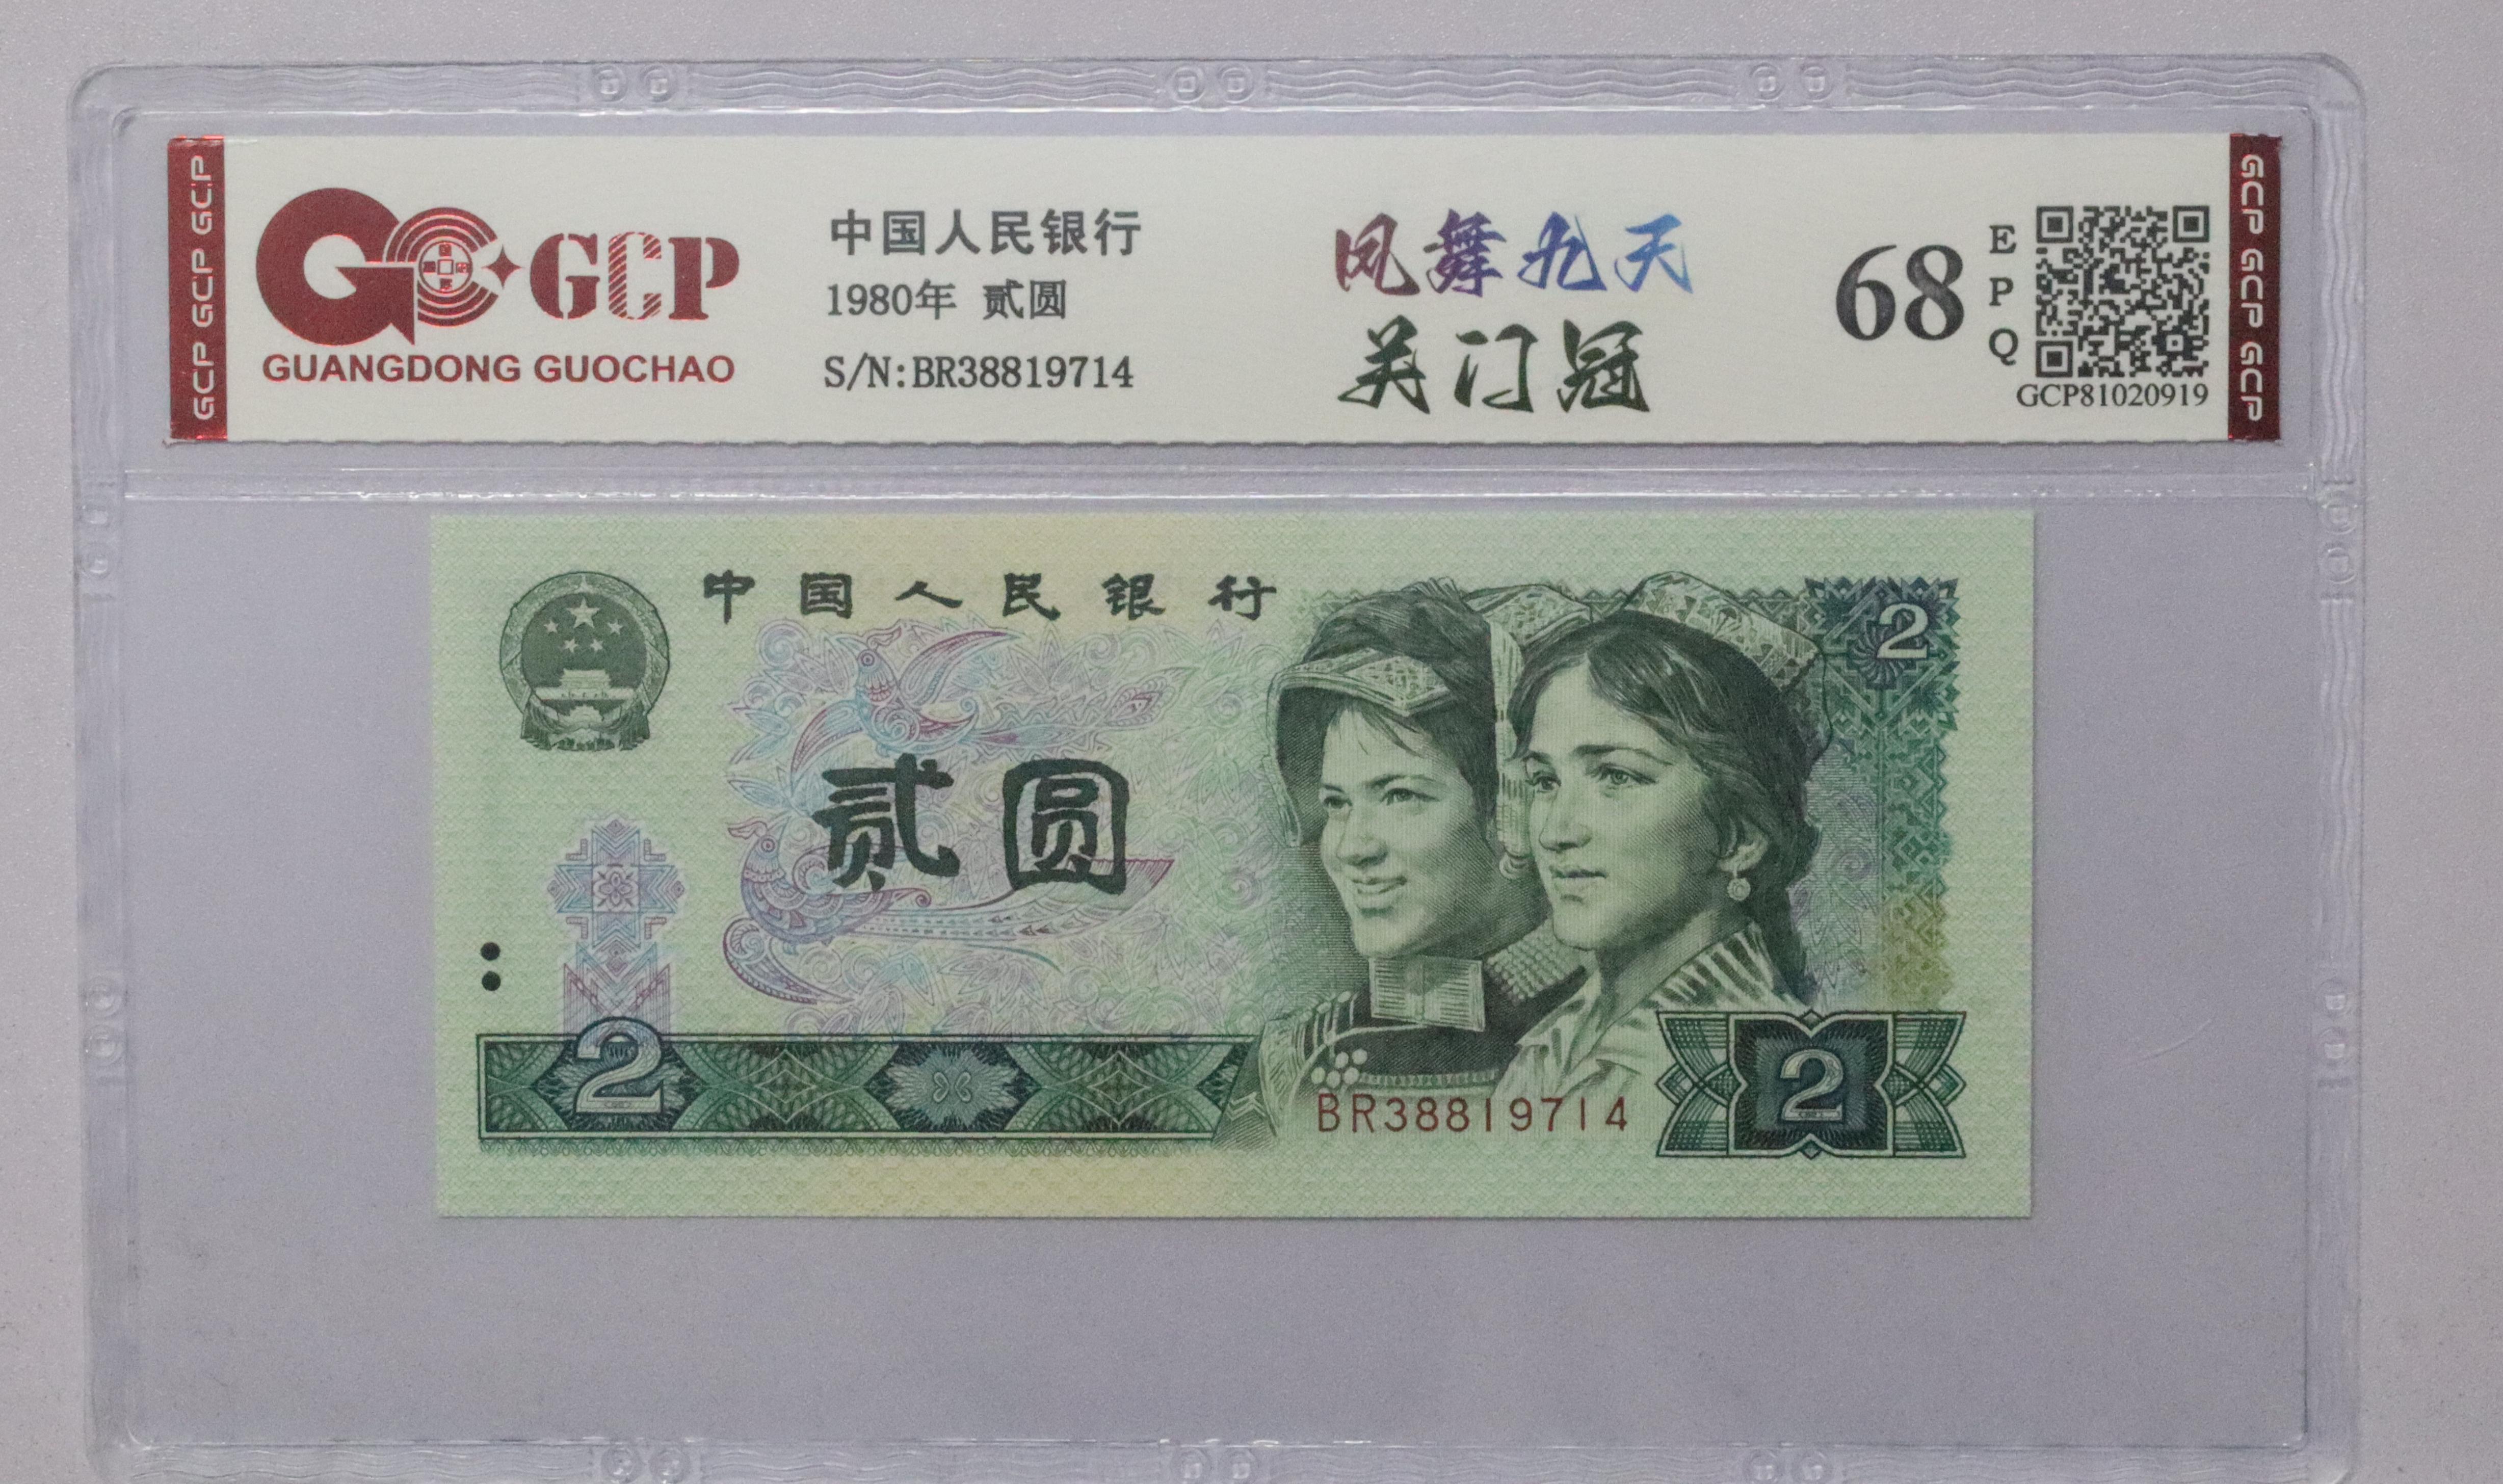 GCP GCP GCP
GCP
GUANGDONG GUOCHAO
中国人民银行
1980年 贰圆
S/N:BR38819714
凤舞九天
关门冠
68
E
P
Q
GCP81020919
GCP GCP GCP
中国人民银行
2
贰圆
2
BR38819714
2